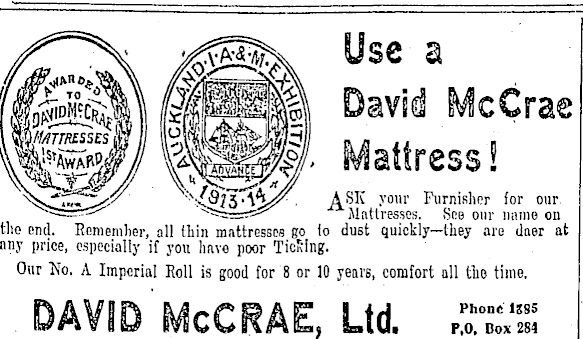 AWARDED
TO
DAVID McCRAE
MATTRESSES
1ST AWARD
AUCKLAND·I·A·&·M·EXHIBITION
ADVANCE
1913·14
Use a
David McCrae
Mattress!
ASK your Furnisher for our
Mattresses. See our name on
the end. Remember, all thin mattresses go to dust quickly—they are daer at
any price, especially if you have poor Ticking.
Our No. A Imperial Roll is good for 8 or 10 years, comfort all the time.
DAVID McCRAE, Ltd.
Phone 1385
P,O, Box 284